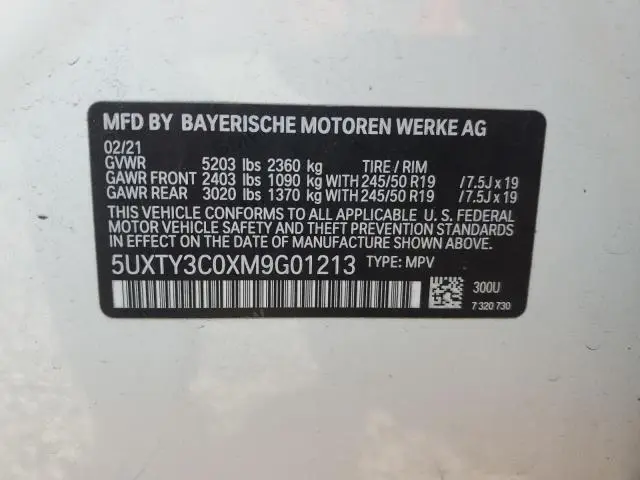 MFD BY BAYERISCHE MOTOREN WERKE AG
02/21
GVWR 5203 lbs 2360 kg TIRE / RIM
GAWR FRONT 2403 lbs 1090 kg WITH 245/50 R19 /7.5J x 19
GAWR REAR 3020 lbs 1370 kg WITH 245/50 R19 /7.5J x 19
THIS VEHICLE CONFORMS TO ALL APPLICABLE U. S. FEDERAL
MOTOR VEHICLE SAFETY AND THEFT PREVENTION STANDARDS
IN EFFECT ON THE DATE OF MANUFACTURE SHOWN ABOVE.
5UXTY3C0XM9G01213 TYPE: MPV
300U
7 320 730